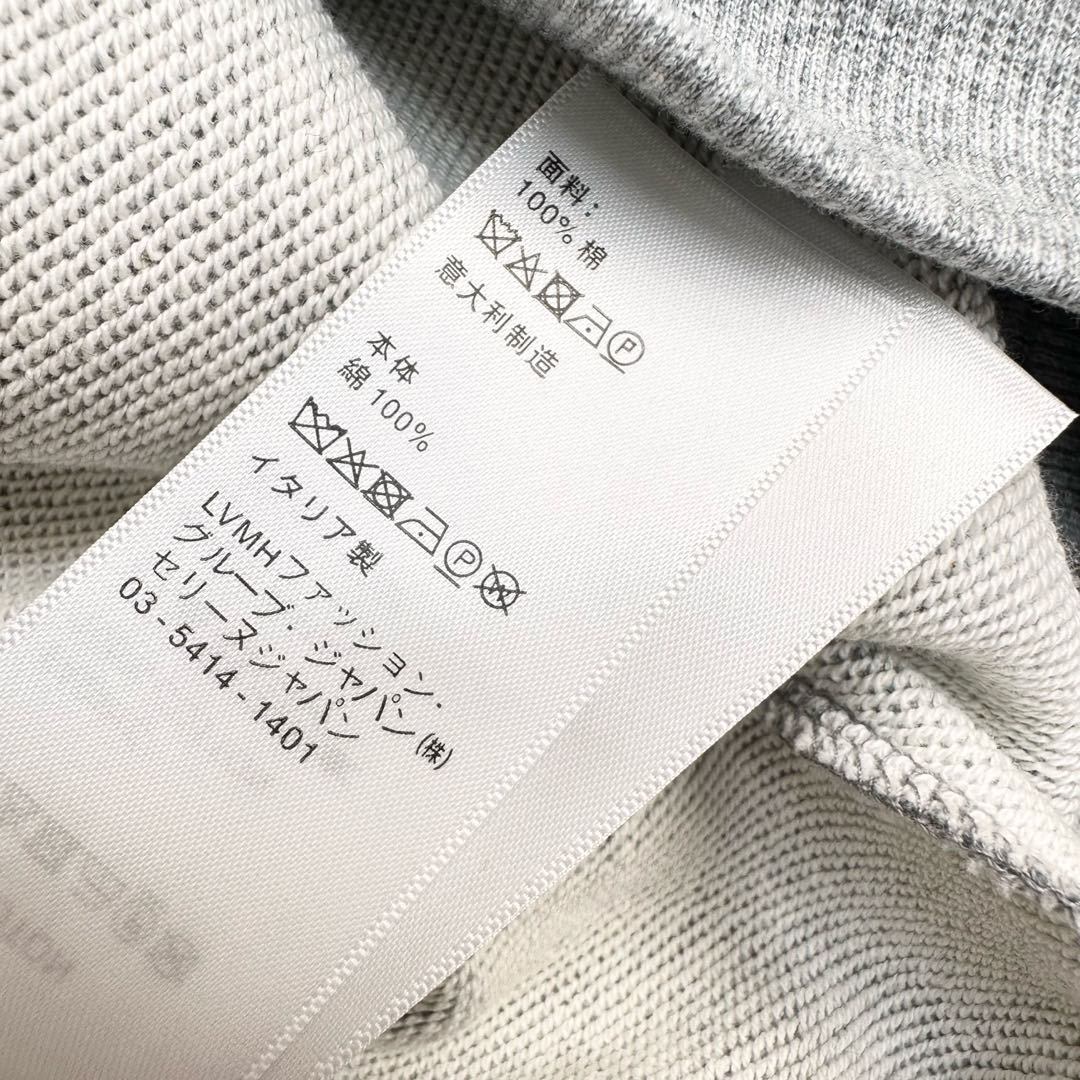 面料:
100% 棉
P
意大利制造
本体
綿 100%
P W
イタリア製
LVMHファッション・
グループ・ジャパン(株)
セリーヌジャパン
03-5414-1401